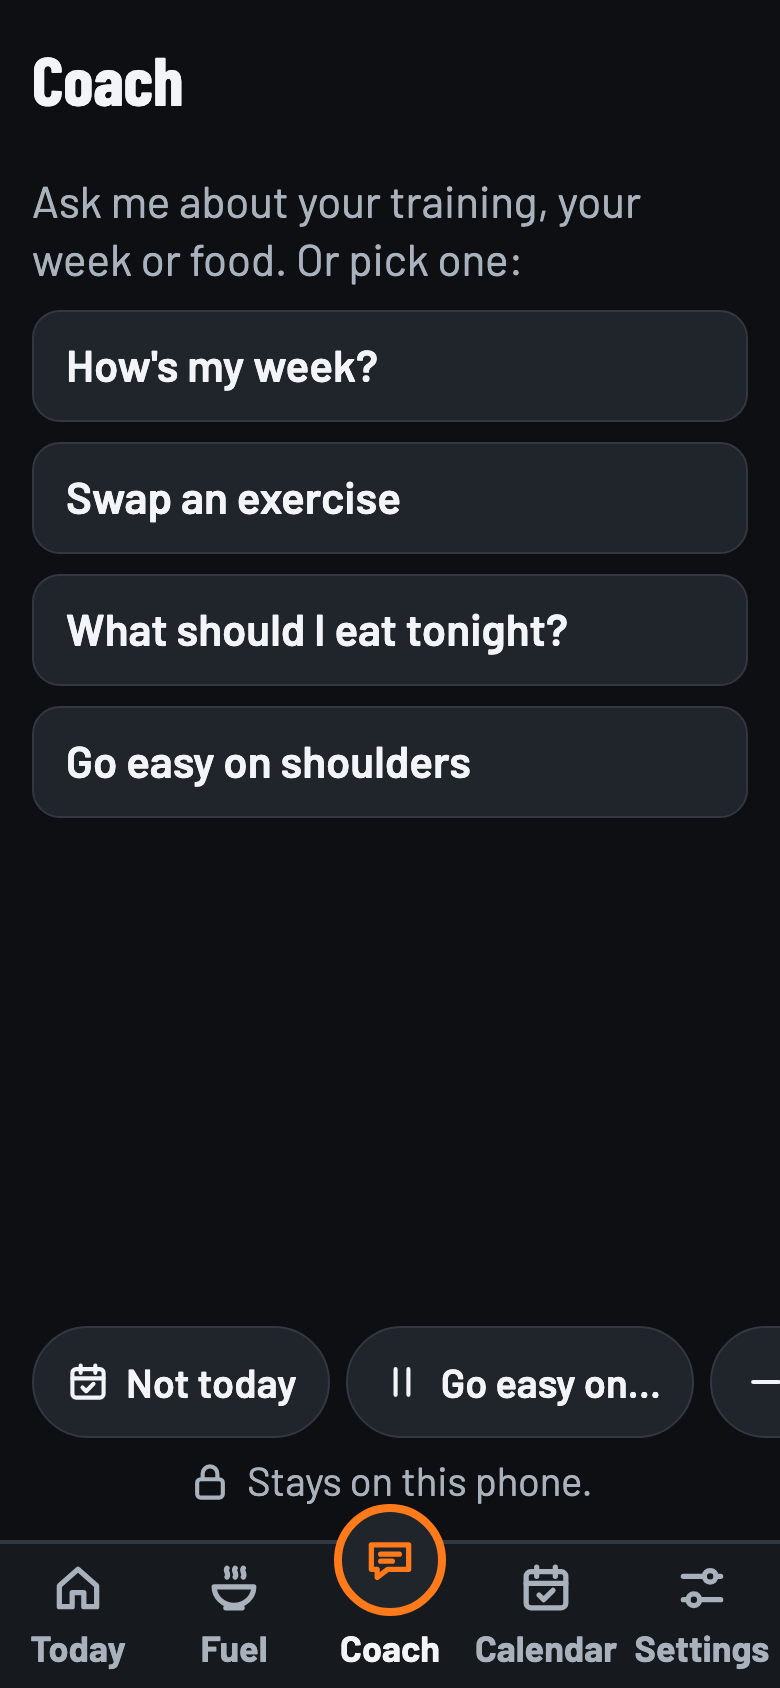 Coach
Ask me about your training, your
week or food. Or pick one:
How's my week?
Swap an exercise
What should I eat tonight?
Go easy on shoulders
Not today
Go easy on...
Stays on this phone.
Today
Fuel
Coach
Calendar
Settings